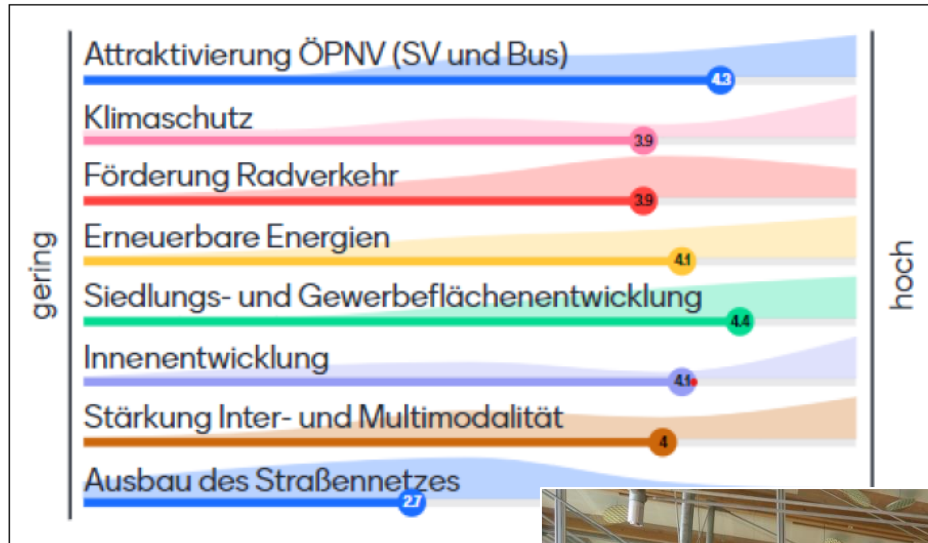 Attraktivierung ÖPNV (SV und Bus)
4.3
Klimaschutz
3.9
Förderung Radverkehr
3.9
Erneuerbare Energien
4.1
Siedlungs- und Gewerbeflächenentwicklung
4.4
Innenentwicklung
4.1
Stärkung Inter- und Multimodalität
4
Ausbau des Straßennetzes
2.7
gering
hoch